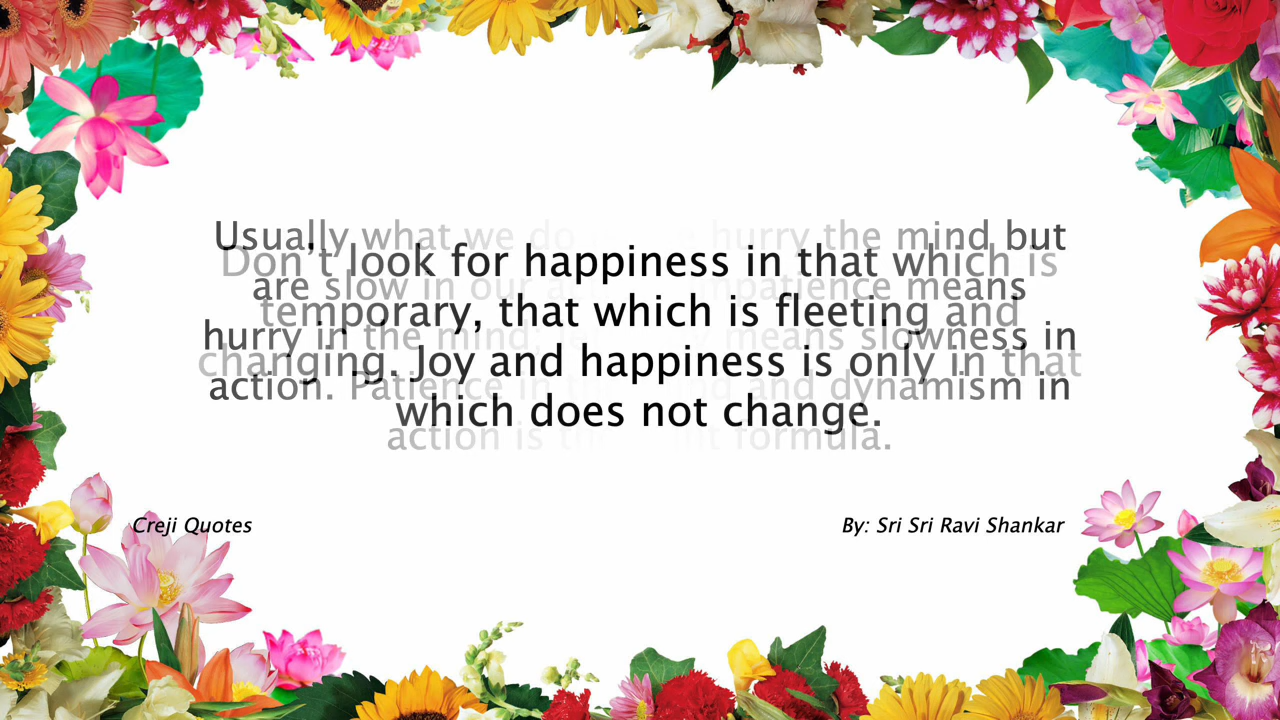 Don't look for happiness in that which is
temporary, that which is fleeting and
changing. Joy and happiness is only in that
which does not change.
Usually what we do hurry the mind but
are slow in our impatience means
hurry in the mind; means slowness in
action. Patience in and dynamism in
action is formula.
Creji Quotes
By: Sri Sri Ravi Shankar